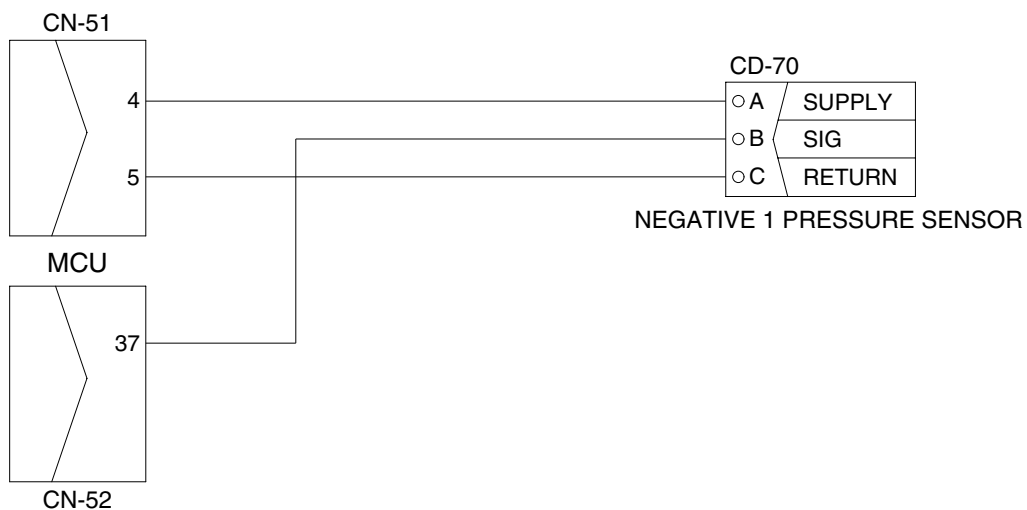 CN-51
4
5
MCU
37
CN-52
CD-70
A SUPPLY
B SIG
C RETURN
NEGATIVE 1 PRESSURE SENSOR